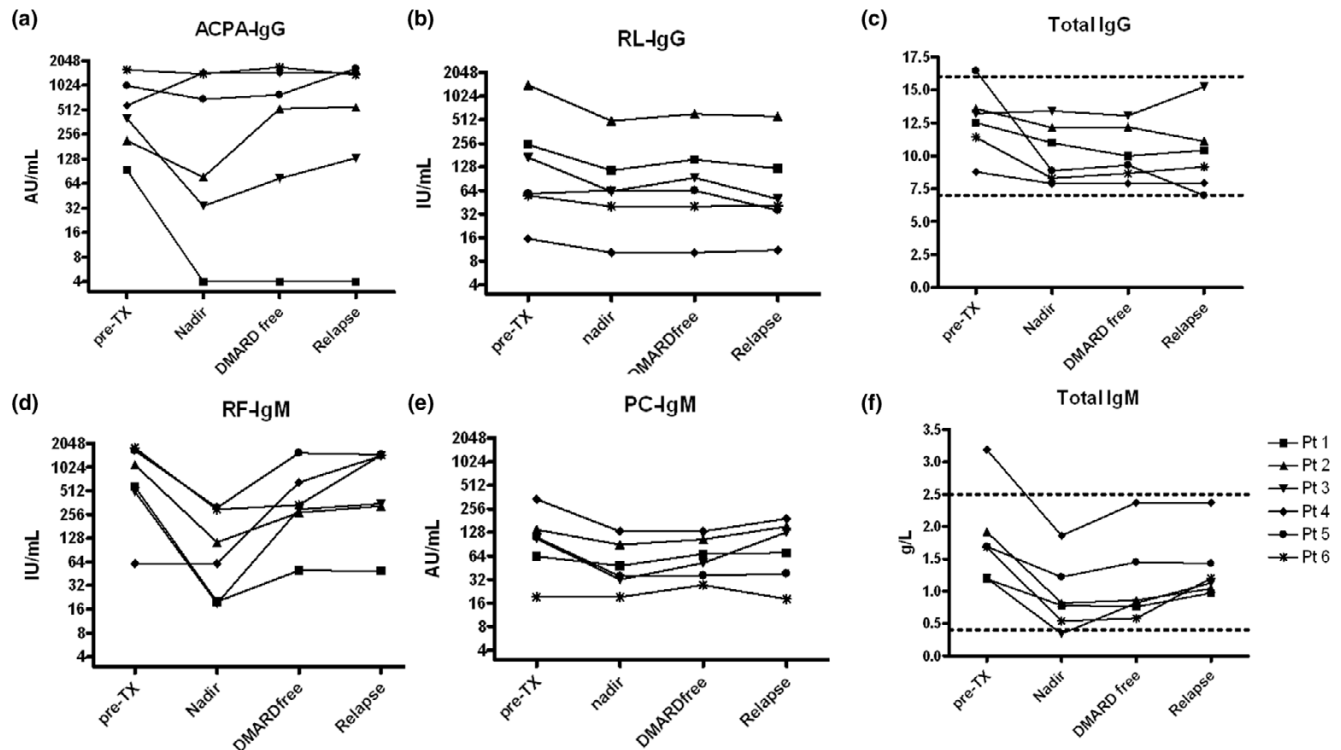 (a)
ACPA-IgG
AU/mL
2048
1024
512
256
128
64
32
16
8
4
pre-TX
Nadir
DMARD free
Relapse
(b)
RL-IgG
IU/mL
2048
1024
512
256
128
64
32
16
8
4
pre-TX
nadir
DMARDfree
Relapse
(c)
Total IgG
17.5
15.0
12.5
10.0
7.5
5.0
2.5
0.0
pre-TX
Nadir
DMARD free
Relapse
(d)
RF-IgM
IU/mL
2048
1024
512
256
128
64
32
16
8
4
pre-TX
Nadir
DMARDfree
Relapse
(e)
PC-IgM
AU/mL
2048
1024
512
256
128
64
32
16
8
4
pre-TX
nadir
DMARDfree
Relapse
(f)
Total IgM
g/L
3.5
3.0
2.5
2.0
1.5
1.0
0.5
0.0
pre-TX
Nadir
DMARD free
Relapse
Pt 1
Pt 2
Pt 3
Pt 4
Pt 5
Pt 6